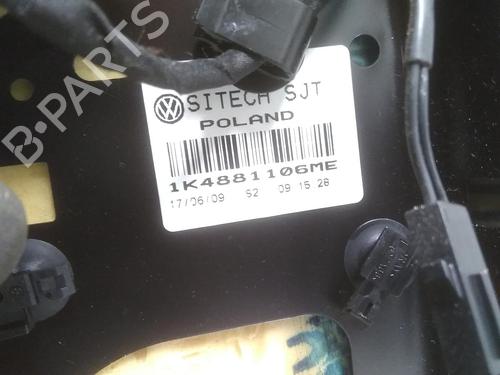 B-PARTS
SITECH SJT
POLAND
1K4881106ME
17/06/09 S2 09 15 28